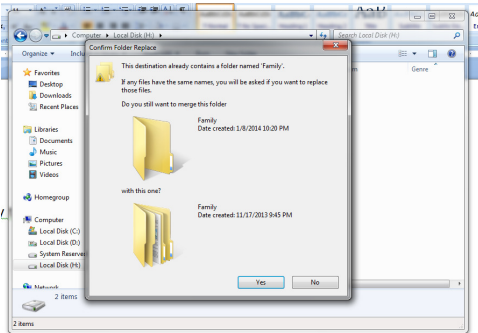 Computer ▸ Local Disk (H:) ▸
Search Local Disk (H:)
Confirm Folder Replace
Organize
Inclu
Genre
This destination already contains a folder named 'Family'.
If any files have the same names, you will be asked if you want to replace
those files.
Do you still want to merge this folder
Family
Date created: 1/8/2014 10:20 PM
with this one?
Family
Date created: 11/17/2013 9:45 PM
Yes
No
Favorites
Desktop
Downloads
Recent Places
Libraries
Documents
Music
Pictures
Videos
Homegroup
Computer
Local Disk (C:)
Local Disk (D:)
System Reserved
Local Disk (H:)
Network
2 items
2 items